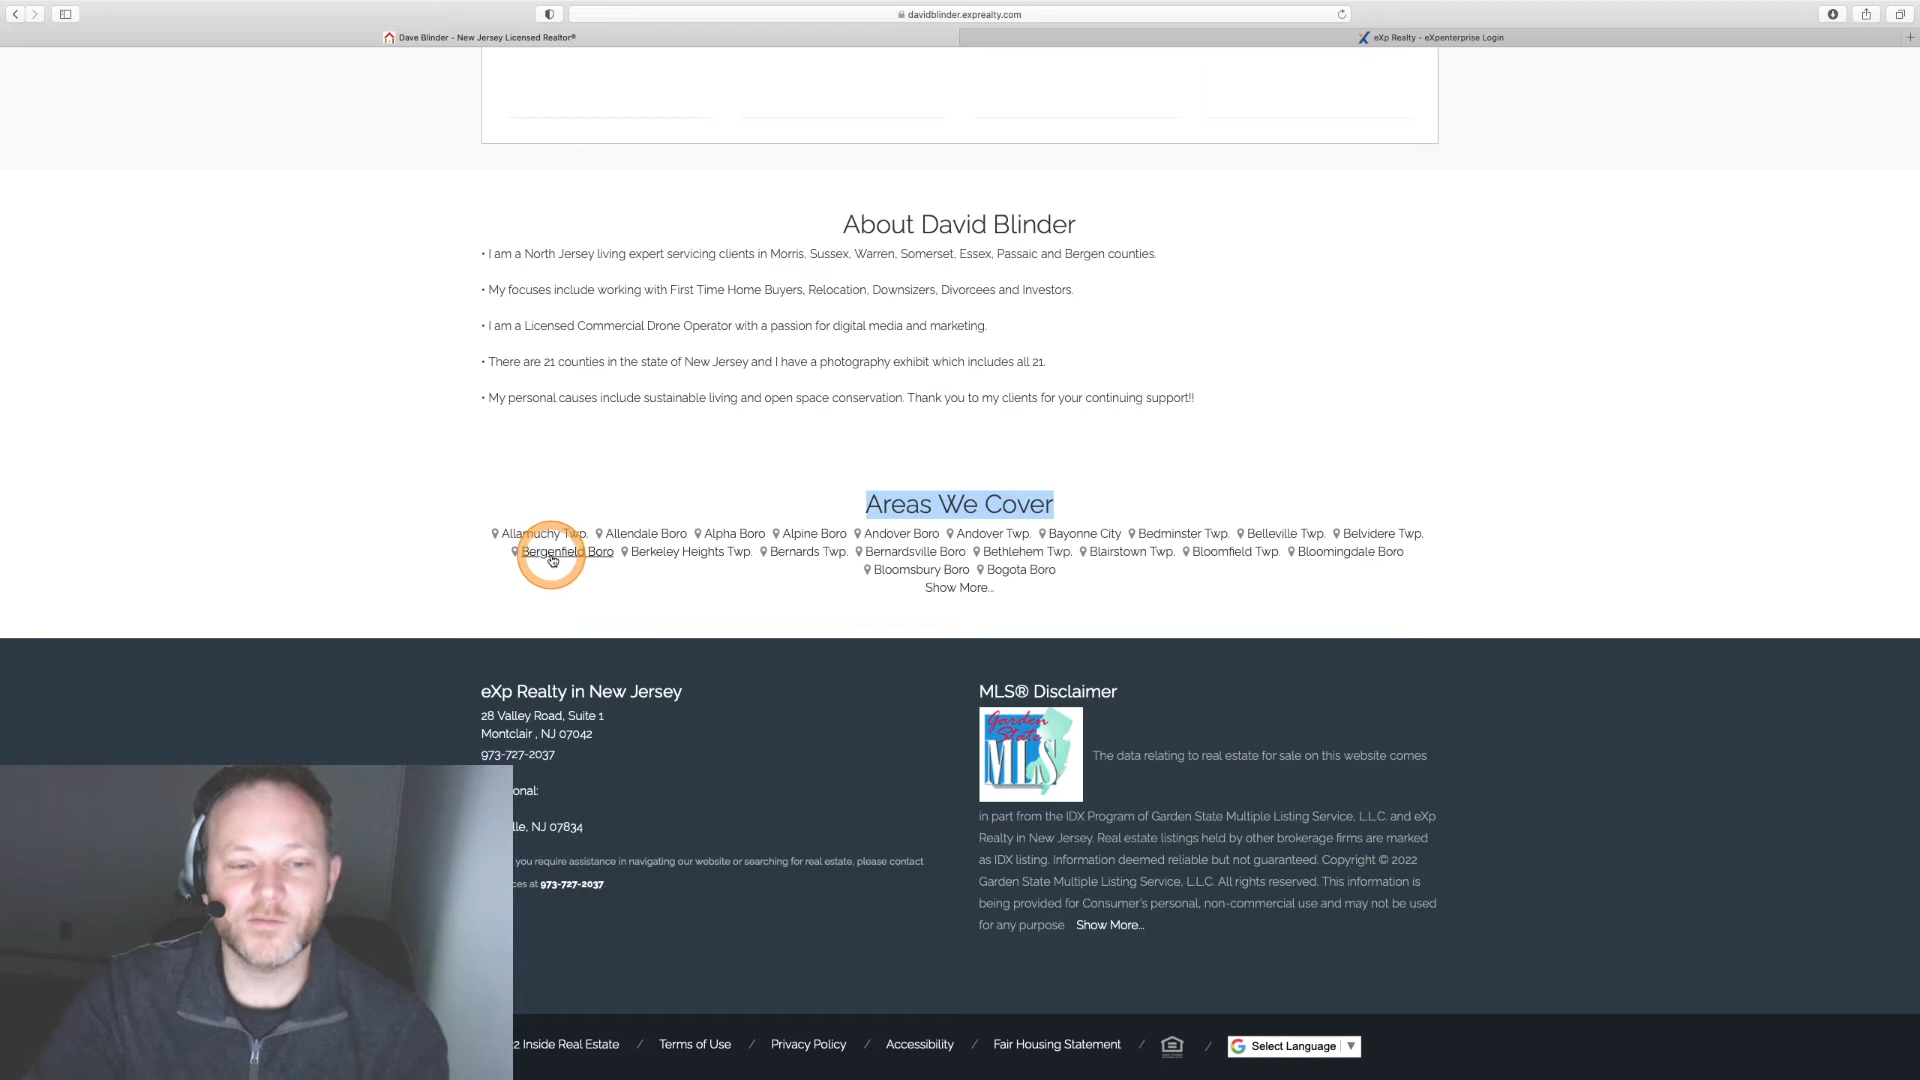 davidblinder.exprealty.com
Dave Blinder - New Jersey Licensed Realtor®
eXp Realty - eXpenterprise Login
About David Blinder
• I am a North Jersey living expert servicing clients in Morris, Sussex, Warren, Somerset, Essex, Passaic and Bergen counties.
• My focuses include working with First Time Home Buyers, Relocation, Downsizers, Divorcees and Investors.
• I am a Licensed Commercial Drone Operator with a passion for digital media and marketing.
• There are 21 counties in the state of New Jersey and I have a photography exhibit which includes all 21.
• My personal causes include sustainable living and open space conservation. Thank you to my clients for your continuing support!!
Areas We Cover
Allamuchy Twp. Allendale Boro Alpha Boro Alpine Boro Andover Boro Andover Twp. Bayonne City Bedminster Twp. Belleville Twp. Belvidere Twp.
Bergenfield Boro Berkeley Heights Twp. Bernards Twp. Bernardsville Boro Bethlehem Twp. Blairstown Twp. Bloomfield Twp. Bloomingdale Boro
Bloomsbury Boro Bogota Boro
Show More...
eXp Realty in New Jersey
28 Valley Road, Suite 1
Montclair , NJ 07042
973-727-2037
onal:
lle, NJ 07834
you require assistance in navigating our website or searching for real estate, please contact
ces at 973-727-2037.
MLS® Disclaimer
Garden State MLS
The data relating to real estate for sale on this website comes
in part from the IDX Program of Garden State Multiple Listing Service, L.L.C. and eXp
Realty in New Jersey. Real estate listings held by other brokerage firms are marked
as IDX listing. Information deemed reliable but not guaranteed. Copyright © 2022
Garden State Multiple Listing Service, L.L.C. All rights reserved. This information is
being provided for Consumer's personal, non-commercial use and may not be used
for any purpose Show More...
2 Inside Real Estate / Terms of Use / Privacy Policy / Accessibility / Fair Housing Statement / / Select Language